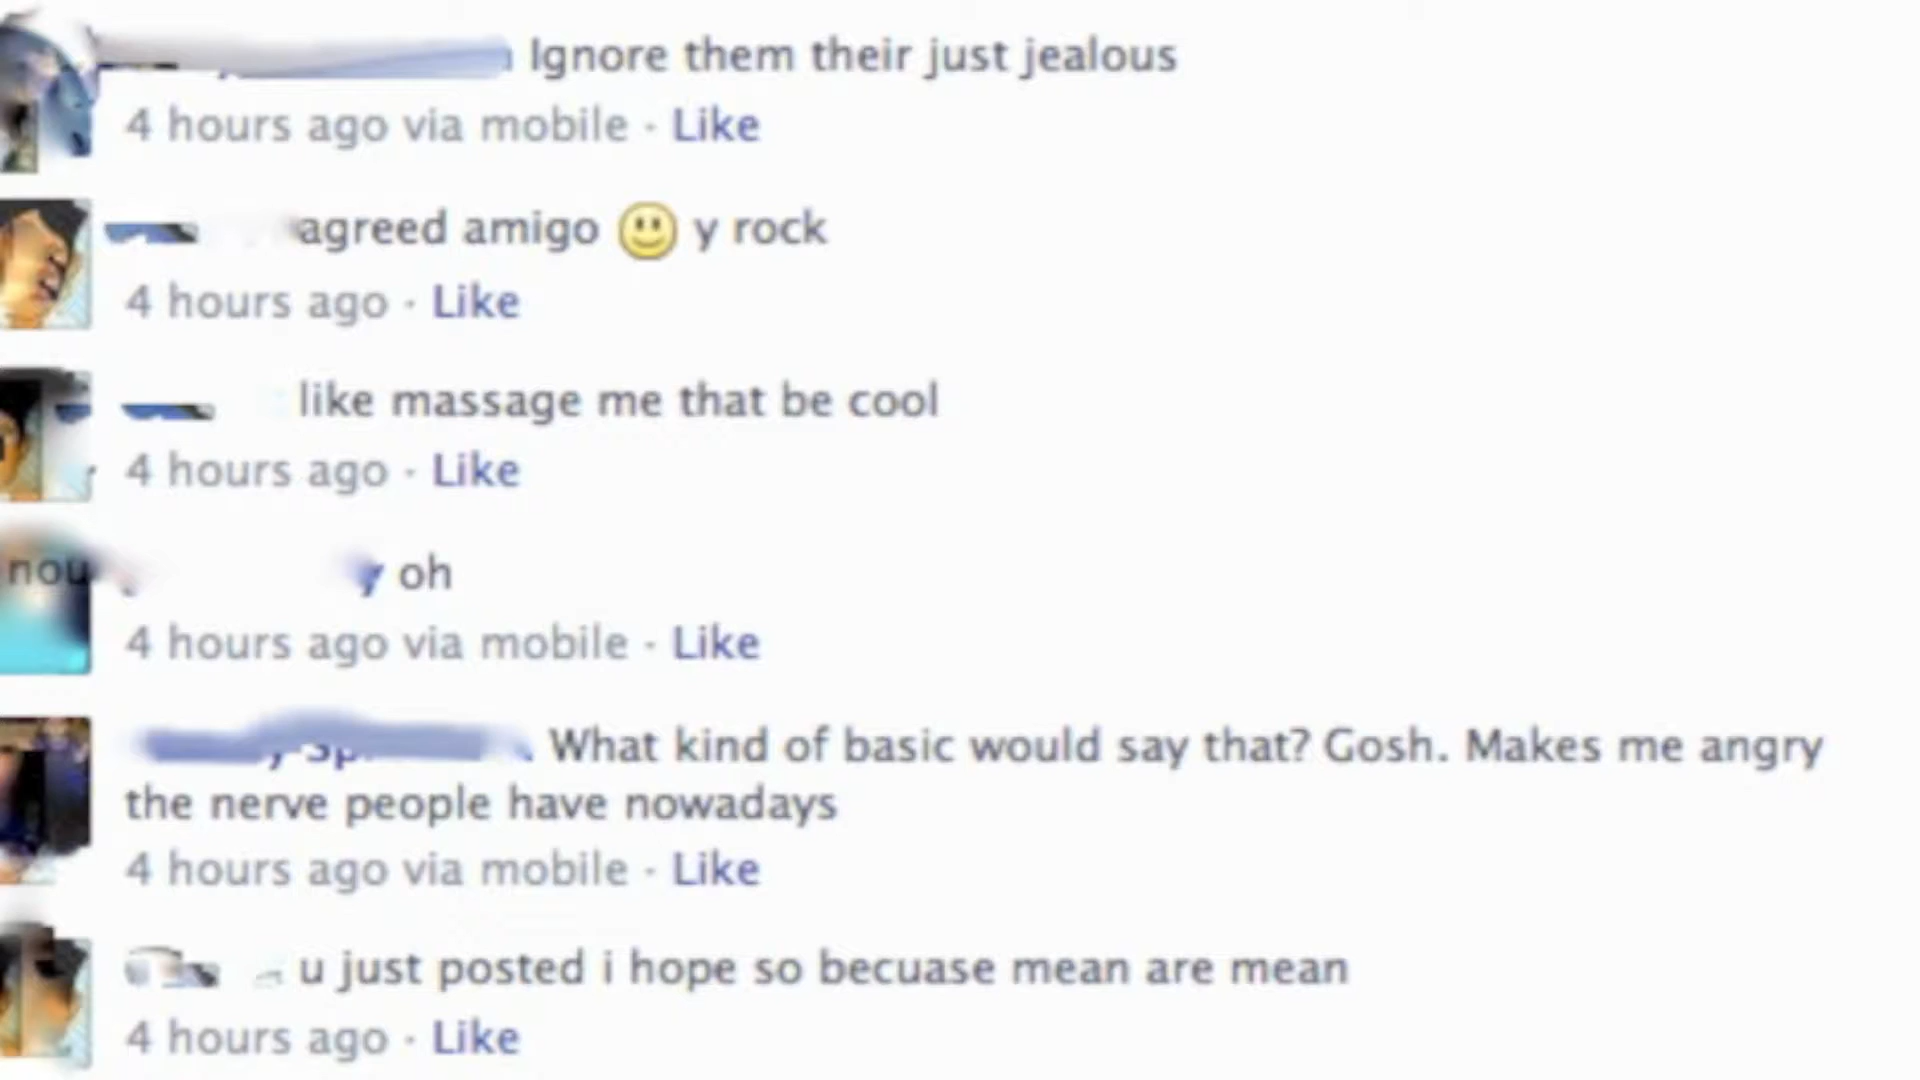 Ignore them their just jealous
4 hours ago via mobile · Like
agreed amigo y rock
4 hours ago · Like
like massage me that be cool
4 hours ago · Like
oh
4 hours ago via mobile · Like
What kind of basic would say that? Gosh. Makes me angry
the nerve people have nowadays
4 hours ago via mobile · Like
u just posted i hope so becuase mean are mean
4 hours ago · Like